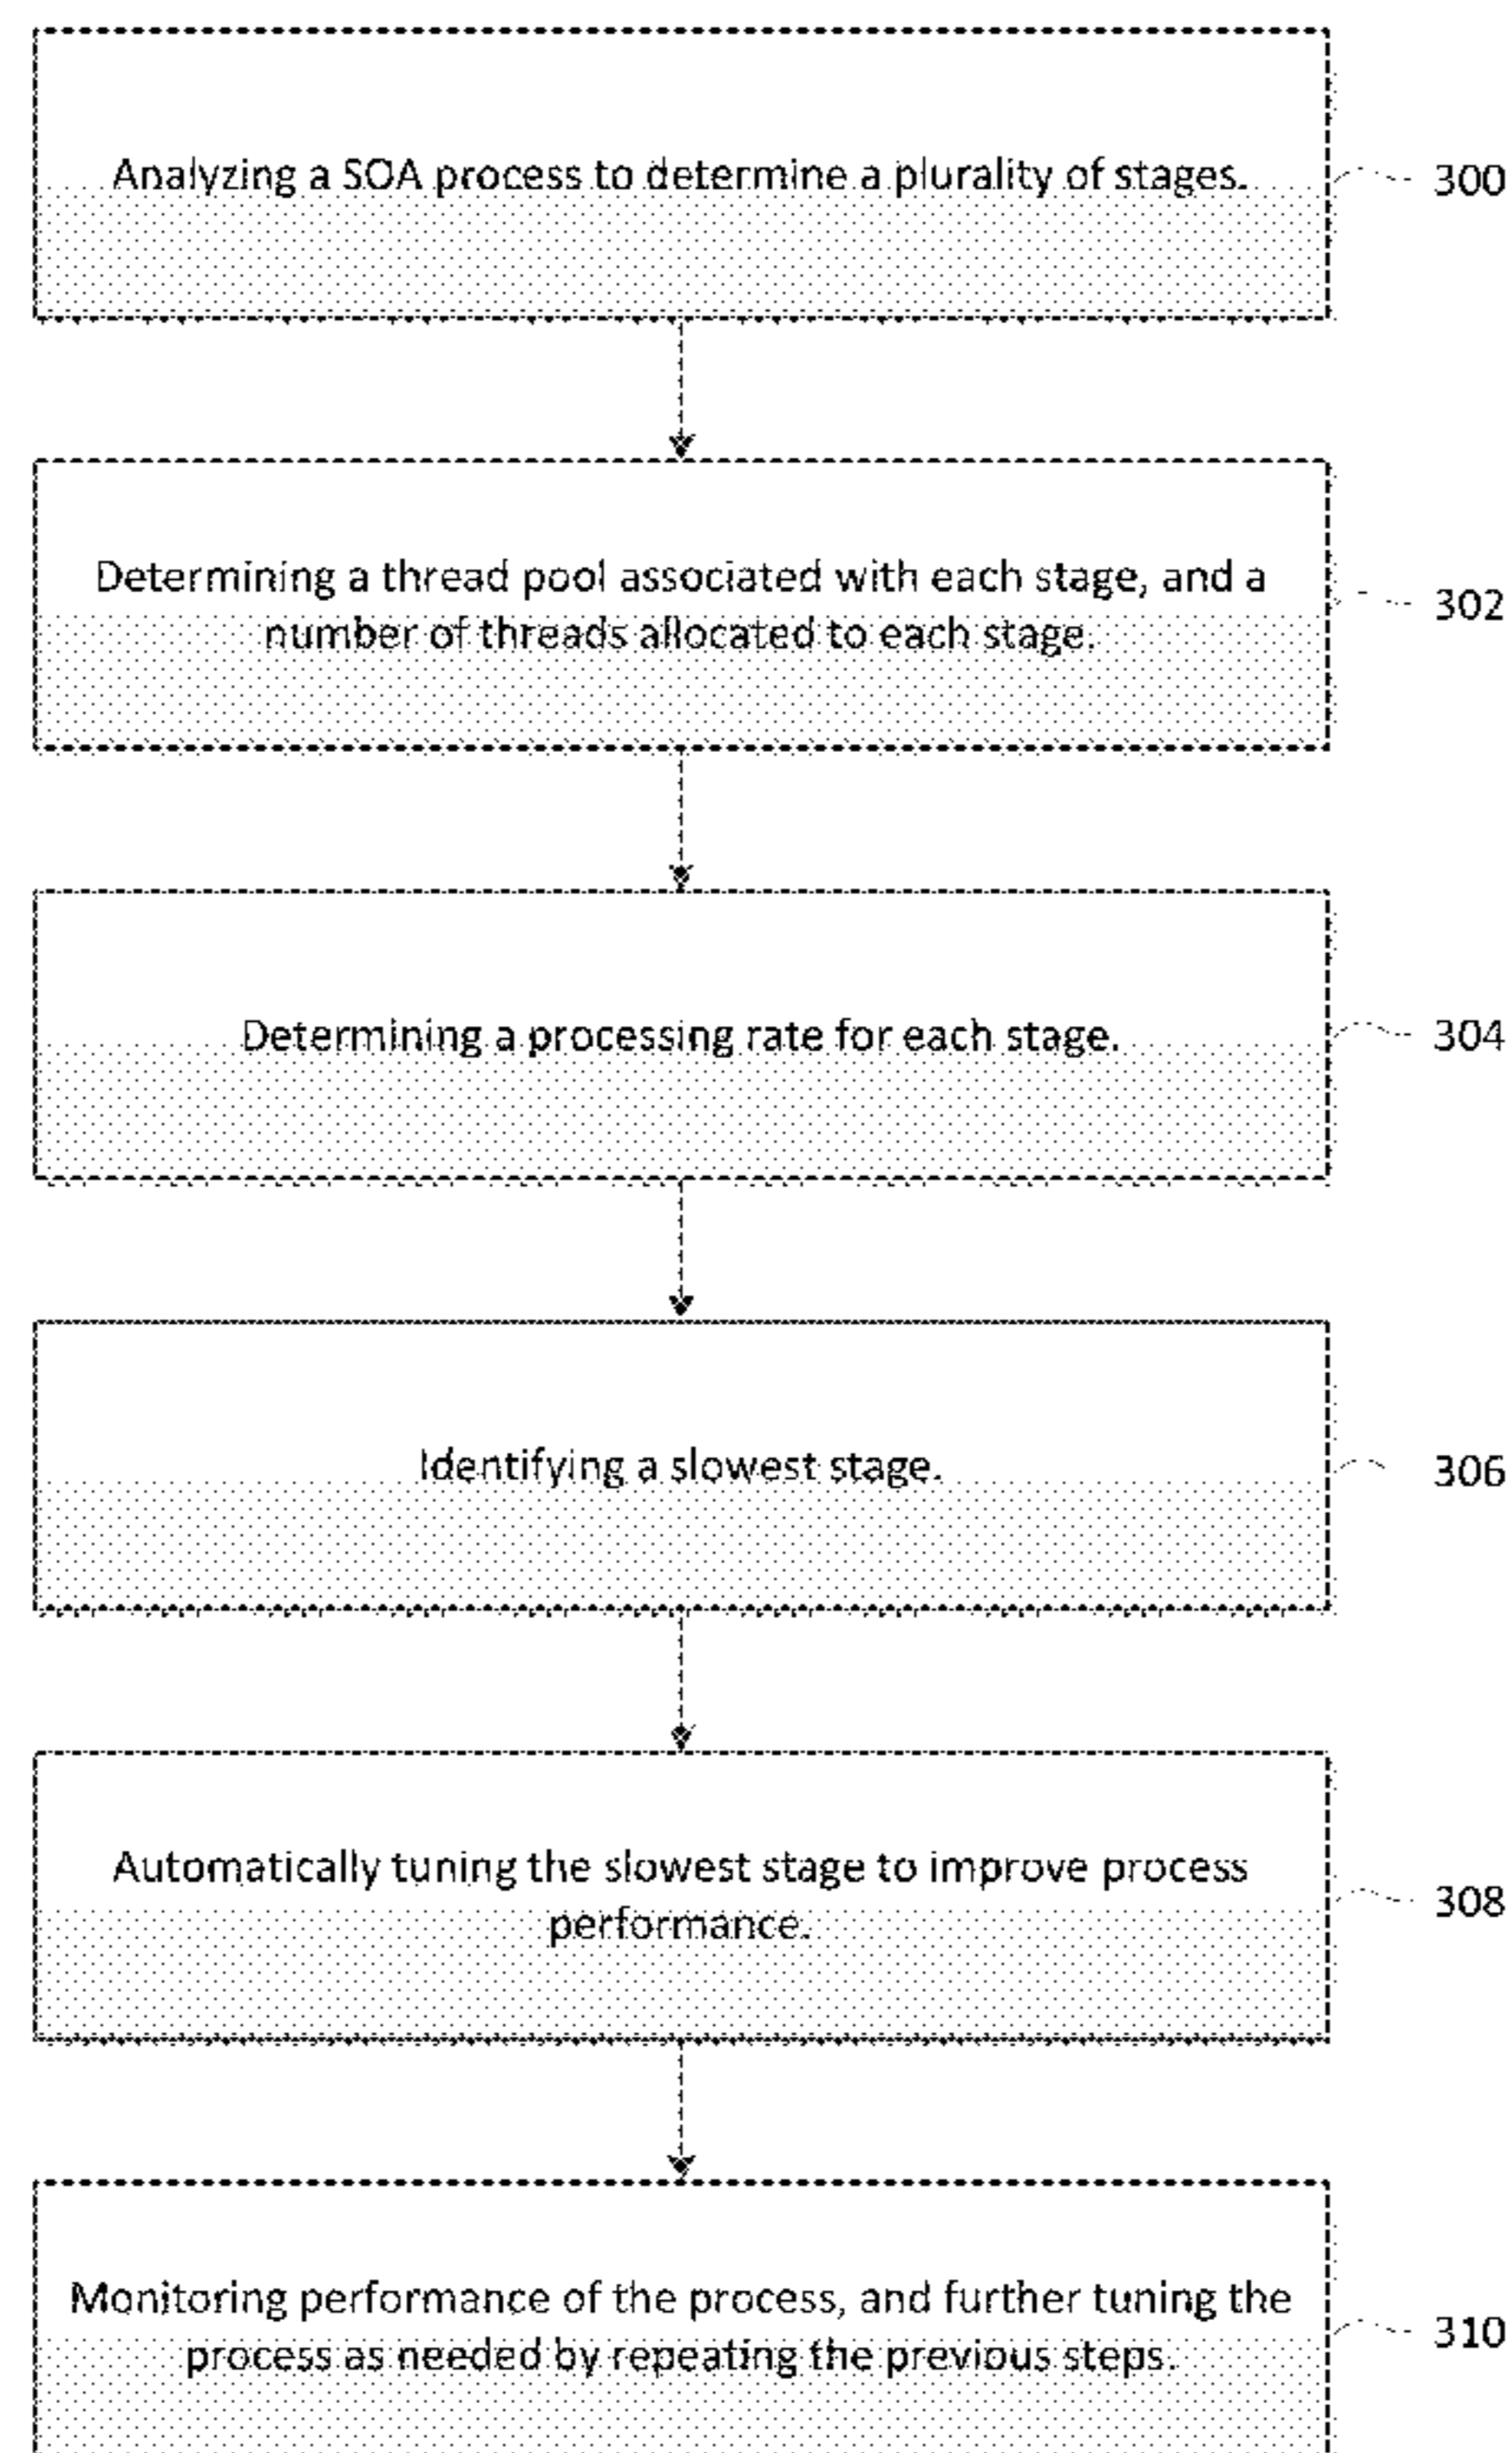 Analyzing a SOA process to determine a plurality of stages.
300
Determining a thread pool associated with each stage, and a
number of threads allocated to each stage.
302
Determining a processing rate for each stage.
304
Identifying a slowest stage.
306
Automatically tuning the slowest stage to improve process
performance.
308
Monitoring performance of the process, and further tuning the
process as needed by repeating the previous steps.
310